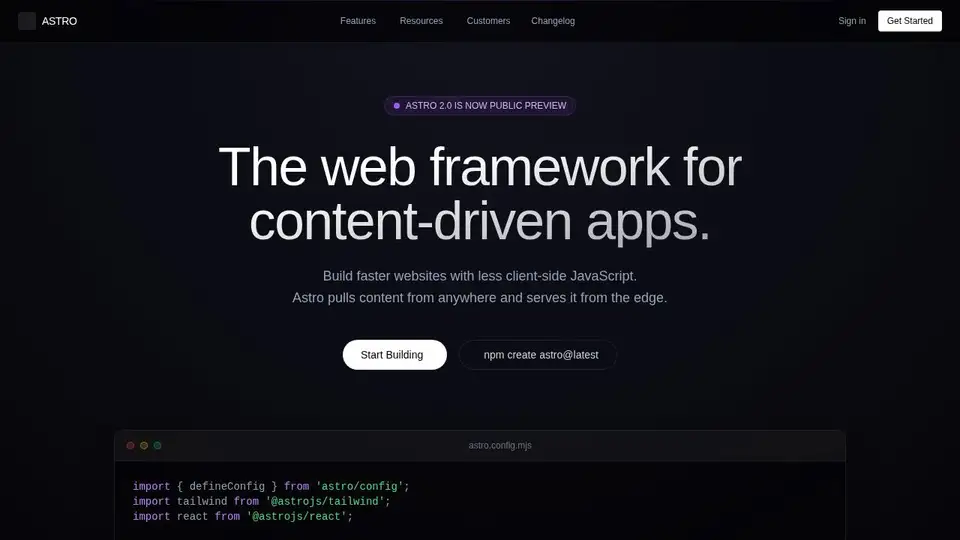 ASTRO
Features
Resources
Customers
Changelog
Sign in
Get Started
ASTRO 2.0 IS NOW PUBLIC PREVIEW
The web framework for
content-driven apps.
Build faster websites with less client-side JavaScript.
Astro pulls content from anywhere and serves it from the edge.
Start Building
npm create astro@latest
astro.config.mjs
import { defineConfig } from 'astro/config';
import tailwind from '@astrojs/tailwind';
import react from '@astrojs/react';